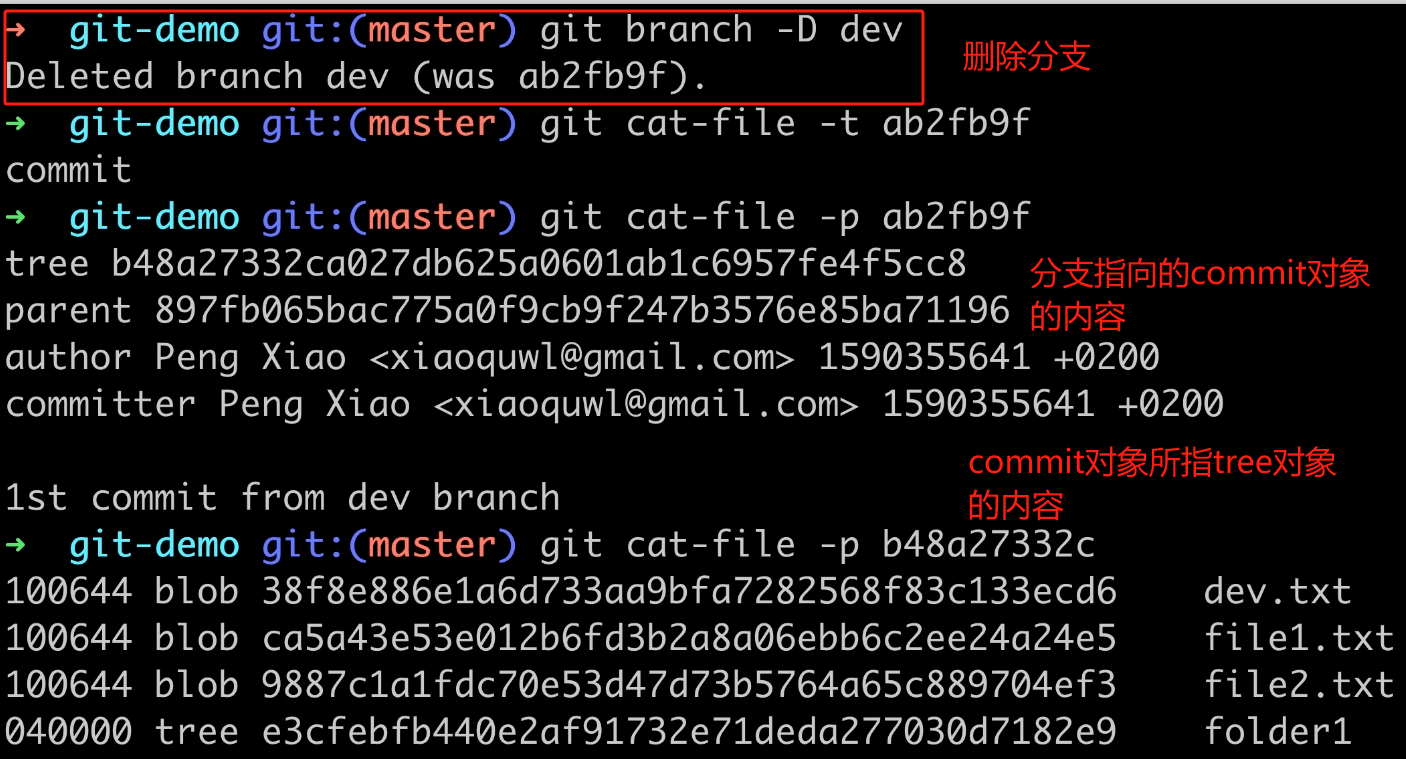 ➜  git-demo git:(master) git branch -D dev
Deleted branch dev (was ab2fb9f).
删除分支
➜  git-demo git:(master) git cat-file -t ab2fb9f
commit
➜  git-demo git:(master) git cat-file -p ab2fb9f
tree b48a27332ca027db625a0601ab1c6957fe4f5cc8
parent 897fb065bac775a0f9cb9f247b3576e85ba71196
分支指向的commit对象
的内容
author Peng Xiao <xiaoquwl@gmail.com> 1590355641 +0200
committer Peng Xiao <xiaoquwl@gmail.com> 1590355641 +0200
1st commit from dev branch
commit对象所指tree对象
的内容
➜  git-demo git:(master) git cat-file -p b48a27332c
100644 blob 38f8e886e1a6d733aa9bfa7282568f83c133ecd6    dev.txt
100644 blob ca5a43e53e012b6fd3b2a8a06ebb6c2ee24a24e5    file1.txt
100644 blob 9887c1a1fdc70e53d47d73b5764a65c889704ef3    file2.txt
040000 tree e3cfebfb440e2af91732e71deda277030d7182e9    folder1